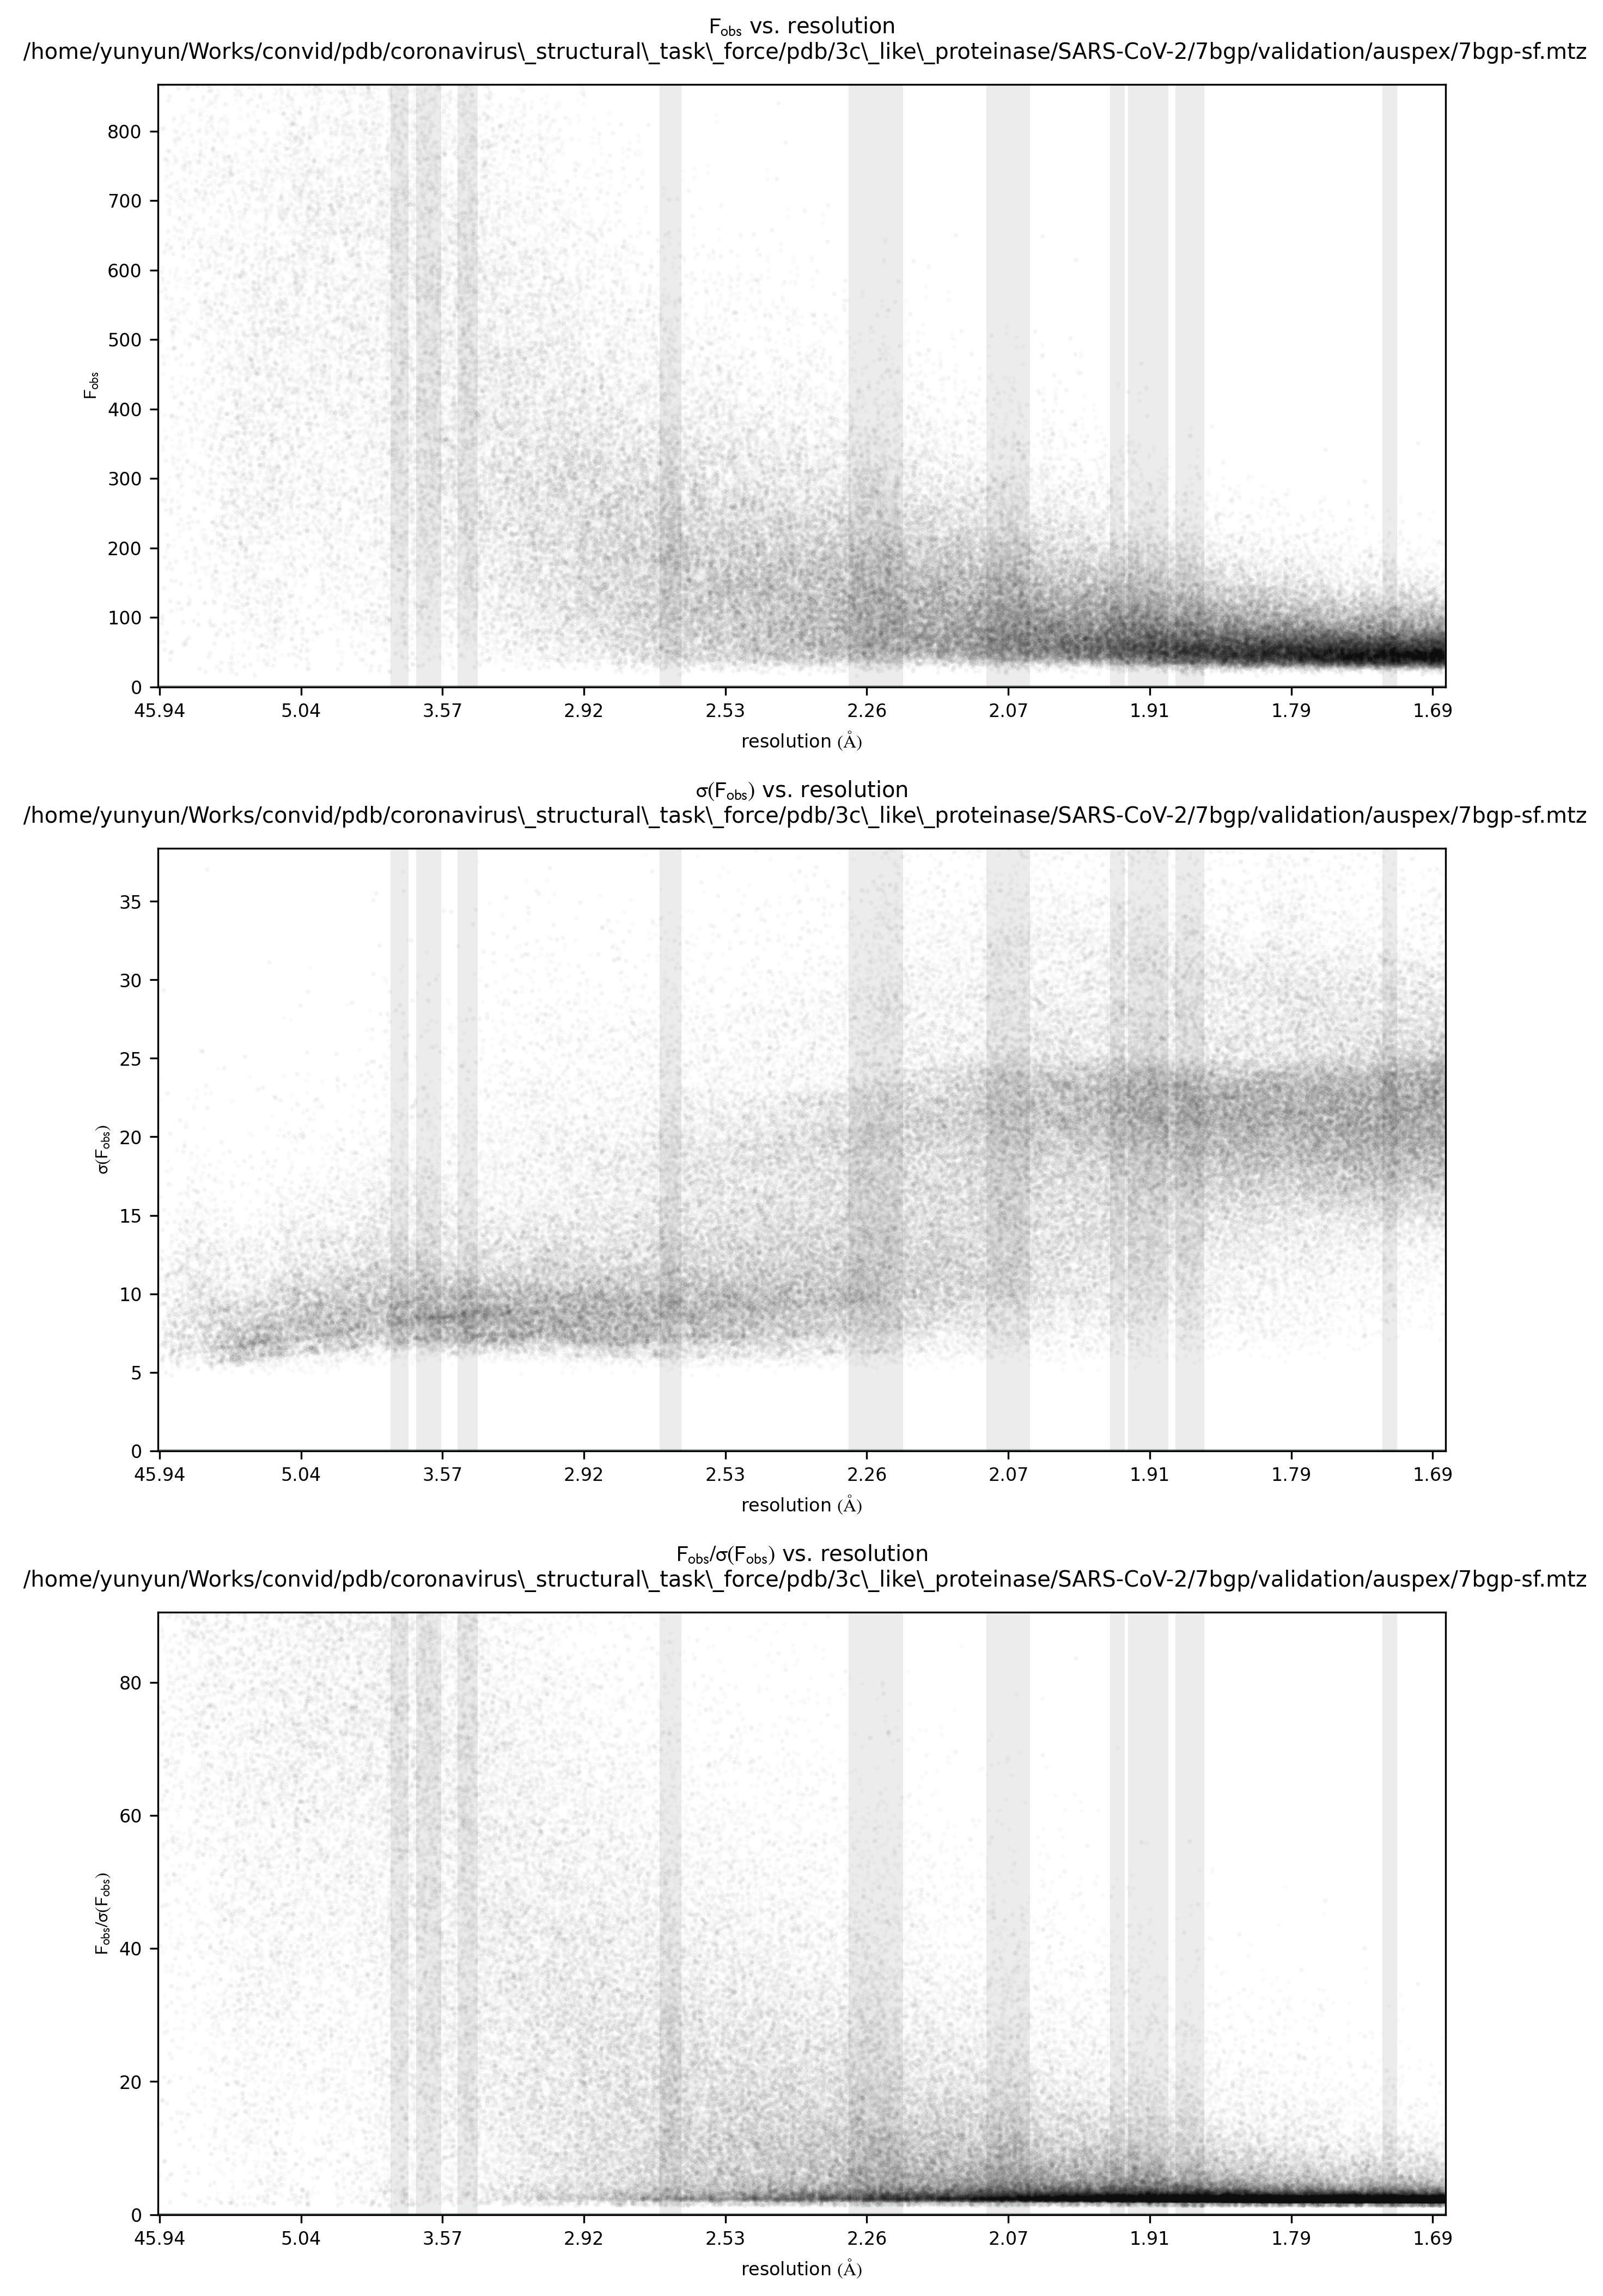 Fobs vs. resolution
/home/yunyun/Works/convid/pdb/coronavirus\_structural\_task\_force/pdb/3c\_like\_proteinase/SARS-CoV-2/7bgp/validation/auspex/7bgp-sf.mtz
800
700
600
500
400
300
200
100
0
Fobs
45.94 5.04 3.57 2.92 2.53 2.26 2.07 1.91 1.79 1.69
resolution (Å)
σ(Fobs) vs. resolution
/home/yunyun/Works/convid/pdb/coronavirus\_structural\_task\_force/pdb/3c\_like\_proteinase/SARS-CoV-2/7bgp/validation/auspex/7bgp-sf.mtz
35
30
25
20
15
10
5
0
σ(Fobs)
45.94 5.04 3.57 2.92 2.53 2.26 2.07 1.91 1.79 1.69
resolution (Å)
Fobs/σ(Fobs) vs. resolution
/home/yunyun/Works/convid/pdb/coronavirus\_structural\_task\_force/pdb/3c\_like\_proteinase/SARS-CoV-2/7bgp/validation/auspex/7bgp-sf.mtz
80
60
40
20
0
Fobs/σ(Fobs)
45.94 5.04 3.57 2.92 2.53 2.26 2.07 1.91 1.79 1.69
resolution (Å)